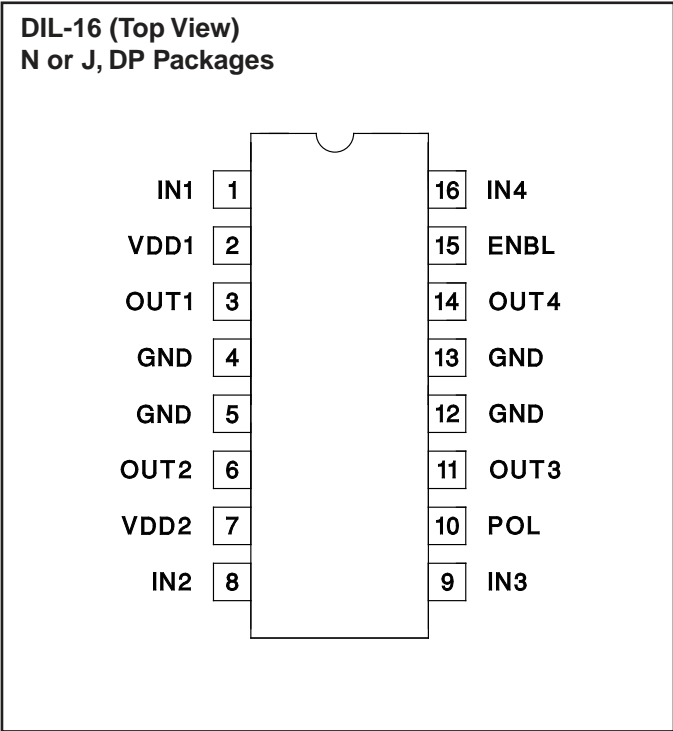 DIL-16 (Top View)
N or J, DP Packages
IN1 1 16 IN4
VDD1 2 15 ENBL
OUT1 3 14 OUT4
GND 4 13 GND
GND 5 12 GND
OUT2 6 11 OUT3
VDD2 7 10 POL
IN2 8 9 IN3